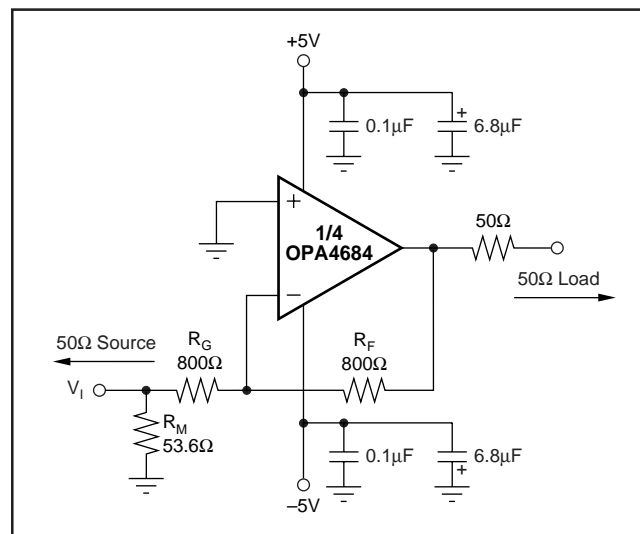 +5V
0.1μF
+
6.8μF
+
1/4
OPA4684
–
50Ω
50Ω Load
50Ω Source
R_G
800Ω
R_F
800Ω
V_I
R_M
53.6Ω
0.1μF
6.8μF
+
–5V